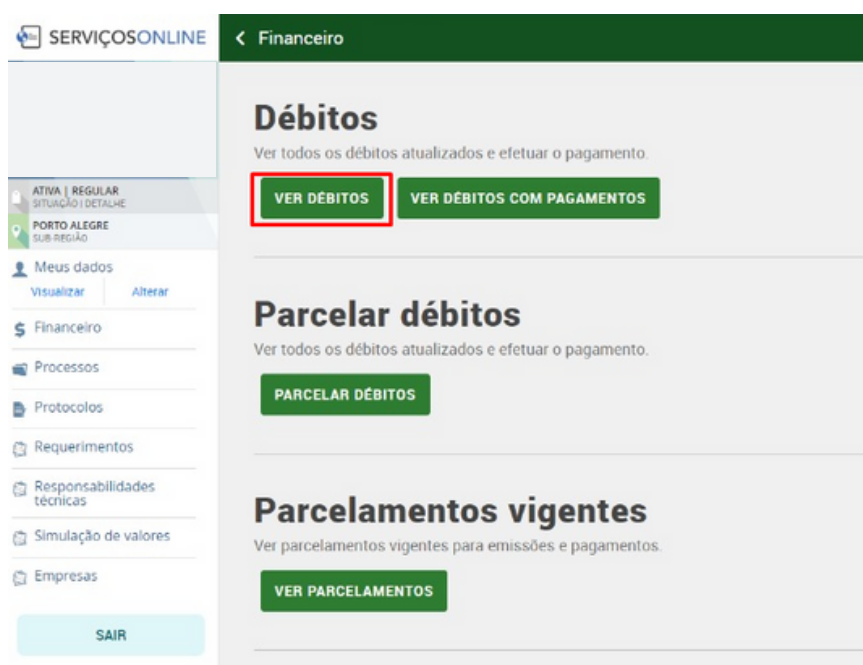 SERVIÇOSONLINE
ATIVA | REGULAR
SITUAÇÃO | DETALHE
PORTO ALEGRE
SUB-REGIÃO
Meus dados
Visualizar Alterar
Financeiro
Processos
Protocolos
Requerimentos
Responsabilidades
técnicas
Simulação de valores
Empresas
SAIR
Financeiro
Débitos
Ver todos os débitos atualizados e efetuar o pagamento.
VER DÉBITOS VER DÉBITOS COM PAGAMENTOS
Parcelar débitos
Ver todos os débitos atualizados e efetuar o pagamento.
PARCELAR DÉBITOS
Parcelamentos vigentes
Ver parcelamentos vigentes para emissões e pagamentos.
VER PARCELAMENTOS